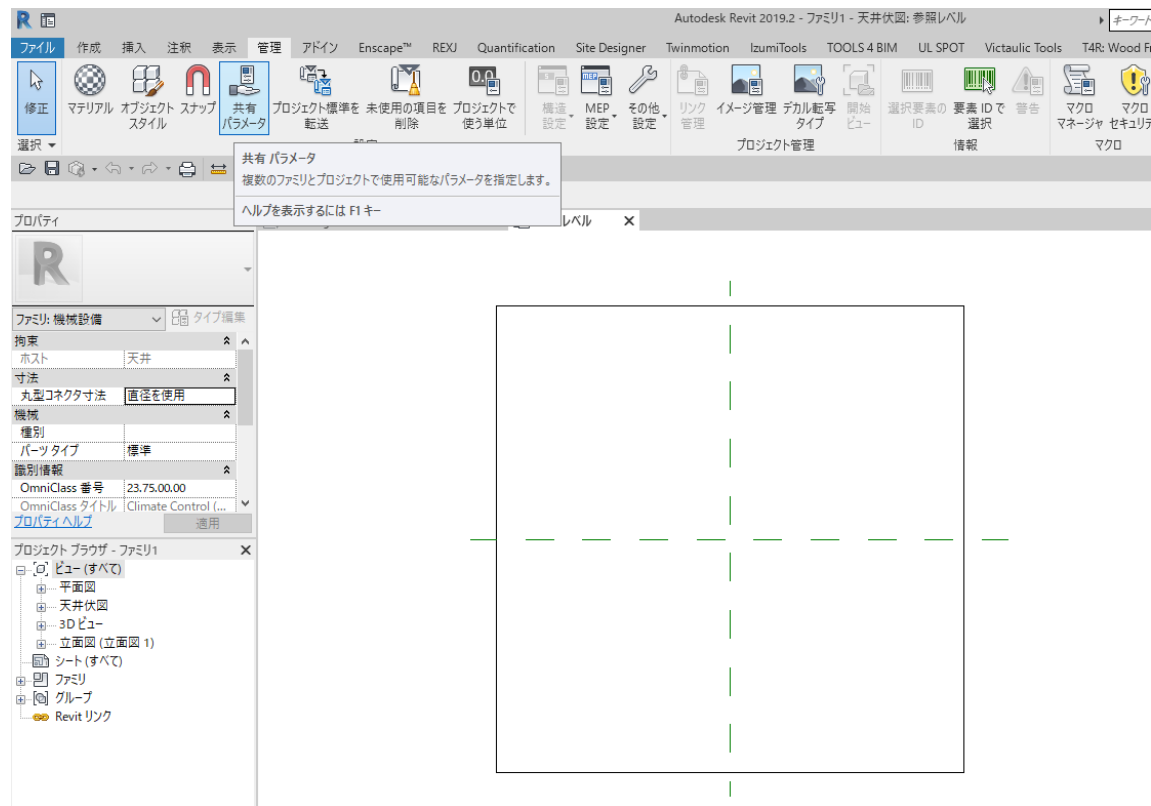 Autodesk Revit 2019.2 - ファミリ1 - 天井伏図: 参照レベル
キーワード
ファイル 作成 挿入 注釈 表示 管理 アドイン Enscape™ REXJ Quantification Site Designer Twinmotion IzumiTools TOOLS 4 BIM UL SPOT Victaulic Tools T4R: Wood Fr
修正 マテリアル オブジェクト スタイル スナップ 共有 パラメータ プロジェクト標準を 転送 未使用の項目を 削除 プロジェクトで 使う単位 構造 設定 MEP 設定 その他 設定 リンク 管理 イメージ管理 デカル転写 タイプ 開始 ビュー 選択要素の ID 要素 ID で 選択 警告 マクロ マネージャ マクロ セキュリテ
選択 プロジェクト管理 情報 マクロ
共有 パラメータ
複数のファミリとプロジェクトで使用可能なパラメータを指定します。
ヘルプを表示するには F1 キー
プロパティ
レベル
R
ファミリ: 機械設備 タイプ編集
拘束
ホスト 天井
寸法
丸型コネクタ寸法 直径を使用
機械
種別
パーツ タイプ 標準
識別情報
OmniClass 番号 23.75.00.00
OmniClass タイトル Climate Control (...
プロパティ ヘルプ 適用
プロジェクト ブラウザ - ファミリ1
ビュー (すべて)
平面図
天井伏図
3D ビュー
立面図 (立面図 1)
シート (すべて)
ファミリ
グループ
Revit リンク